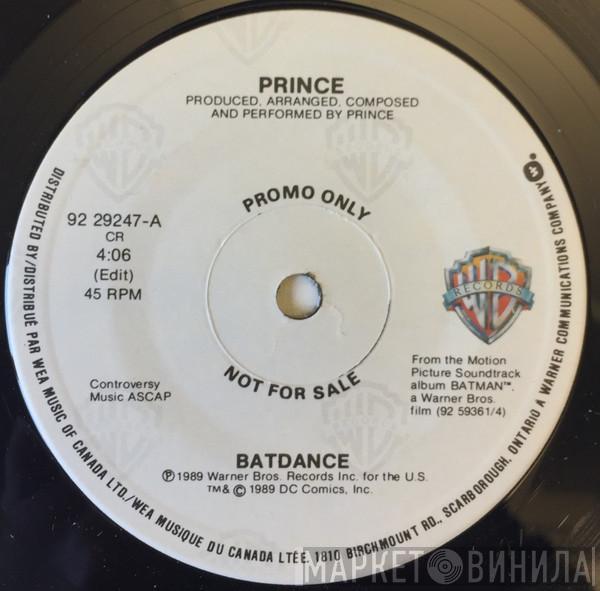 PRINCE
PRODUCED, ARRANGED, COMPOSED
AND PERFORMED BY PRINCE
PROMO ONLY
92 29247-A
CR
4:06
(Edit)
45 RPM
WB
RECORDS
NOT FOR SALE
Controversy
Music ASCAP
From the Motion
Picture Soundtrack
album BATMAN™.
a Warner Bros.
film (92 59361/4)
BATDANCE
℗1989 Warner Bros. Records Inc. for the U.S.
TM& © 1989 DC Comics, Inc.
DISTRIBUTED BY/DISTRIBUÉ PAR WEA MUSIC OF CANADA LTD./WEA MUSIQUE DU CANADA LTÉE. 1810 BIRCHMOUNT RD., SCARBOROUGH, ONTARIO A WARNER COMMUNICATIONS COMPANY
МАРКЕТ ВИНИЛА